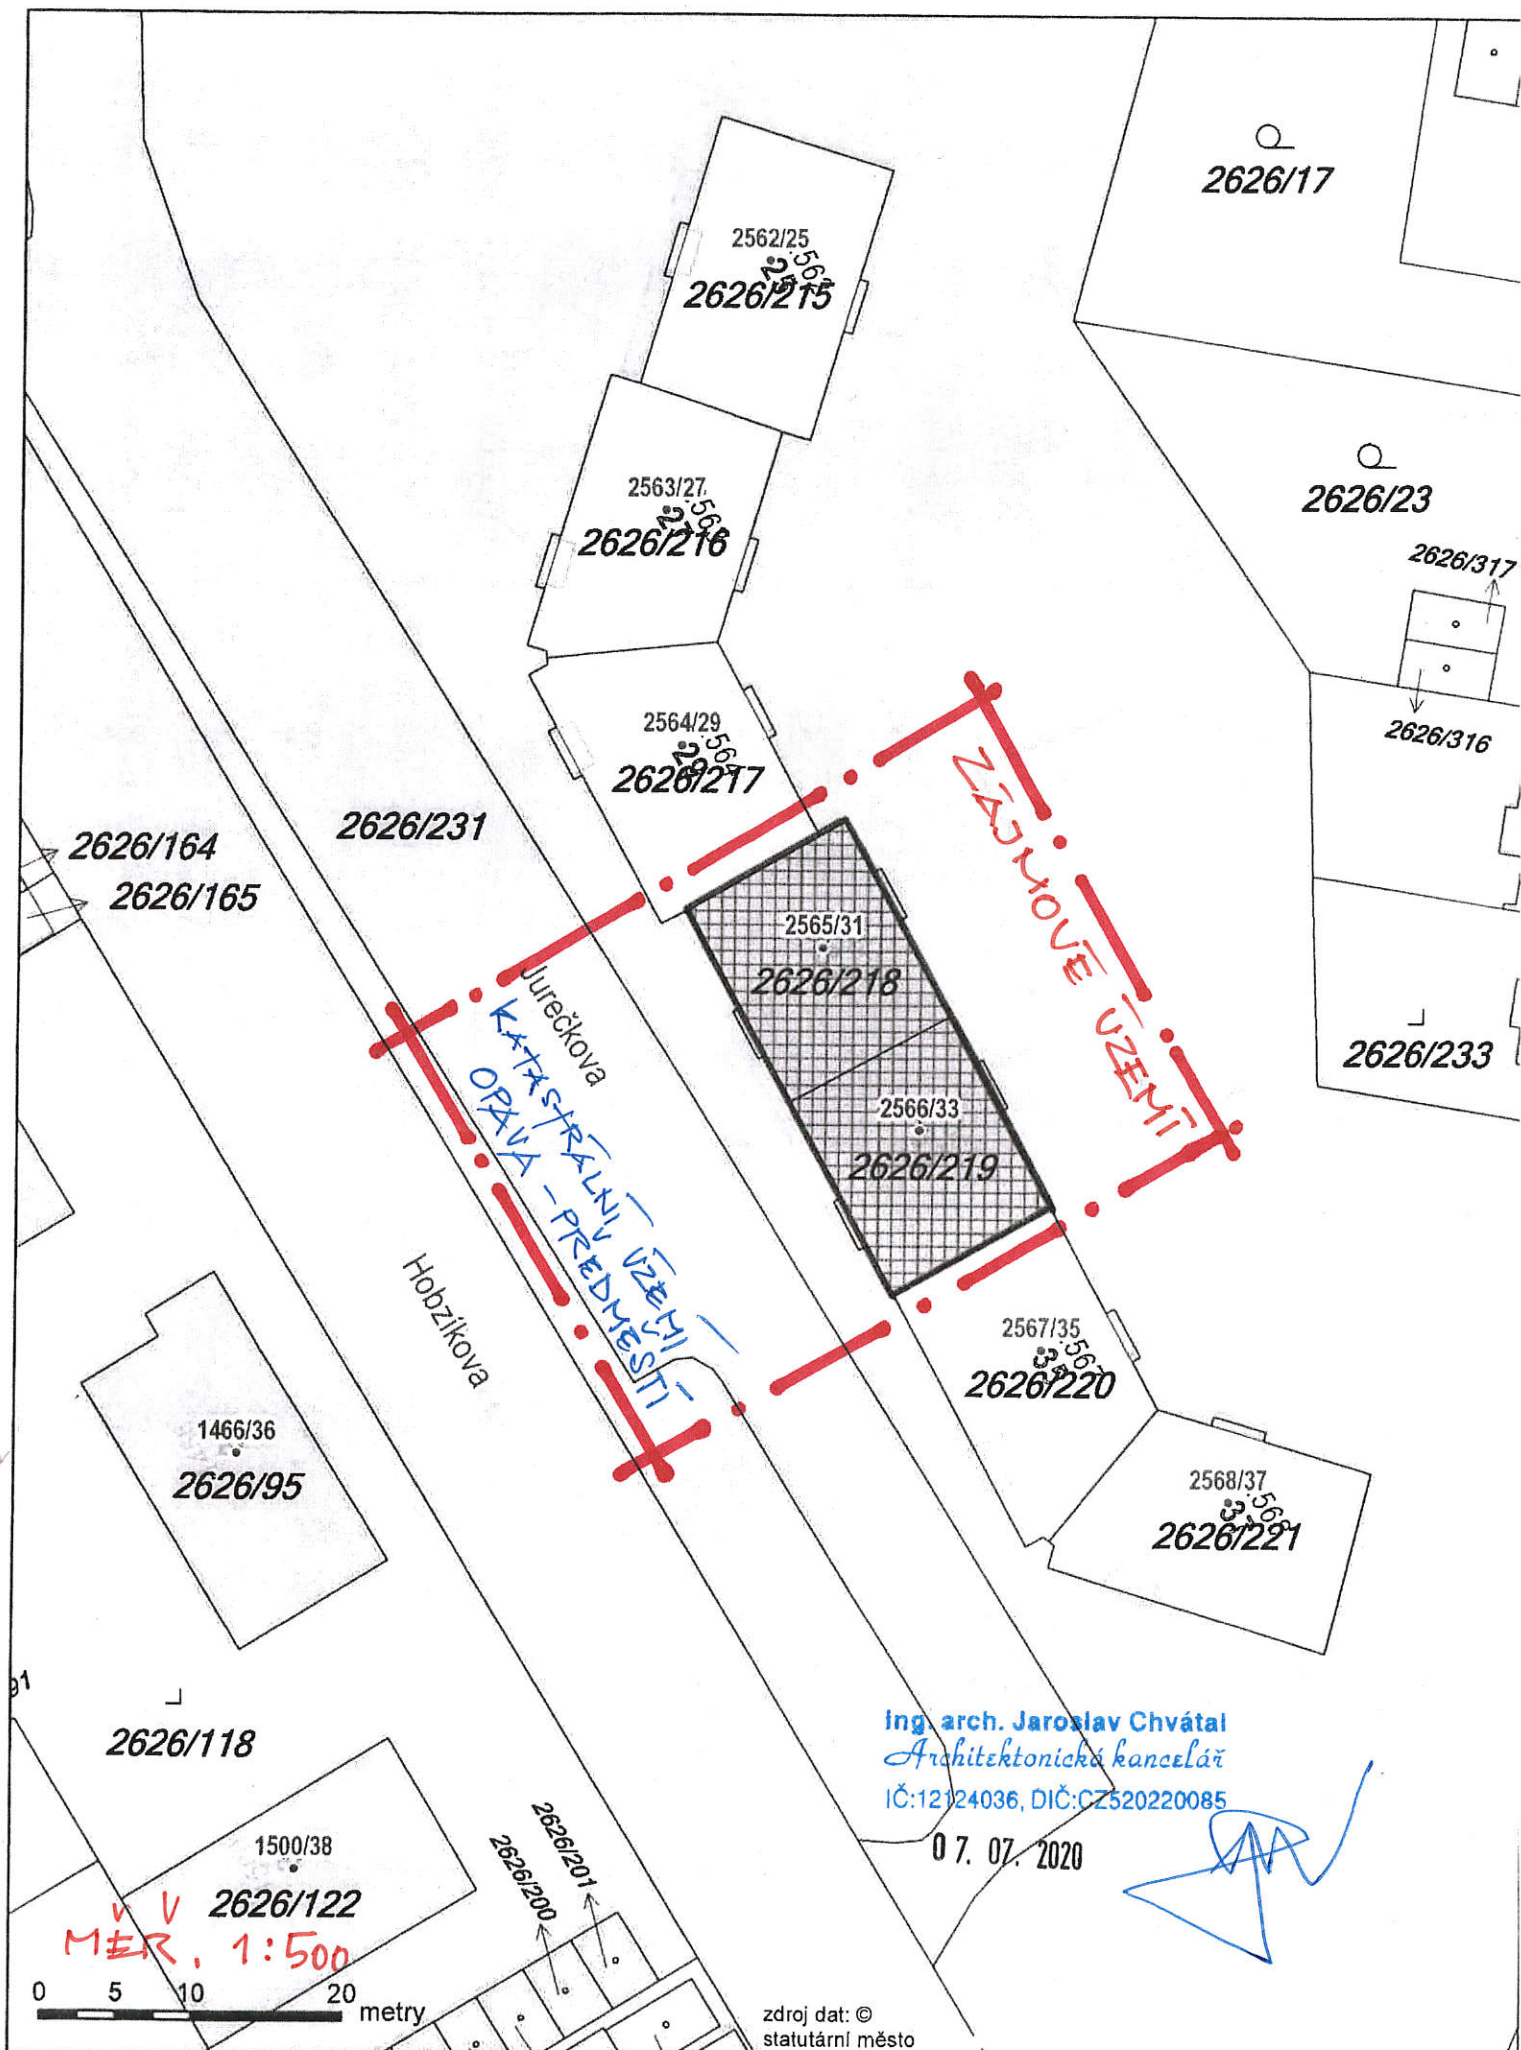 2626/17
2562/25
2626/215
2626/23
2563/27
2626/216
2626/317
2626/316
2564/29
2626/217
2626/231
2626/164
2626/165
ZÁJMOVÉ ÚZEMÍ
2565/31
2626/218
Jurečkova
KATASTRÁLNÍ ÚZEMÍ
OPAVA - PŘEDMĚSTÍ
2626/233
2566/33
2626/219
Hobzíkova
2567/35
2626/220
1466/36
2626/95
2568/37
2626/221
91
2626/118
Ing. arch. Jaroslav Chvátal
Architektonická kancelář
IČ:12124036, DIČ:CZ520220085
07. 07. 2020
1500/38
2626/122
2626/200
2626/201
MĚŘ. 1:500
0 5 10 20 metry
zdroj dat: ©
statutární město